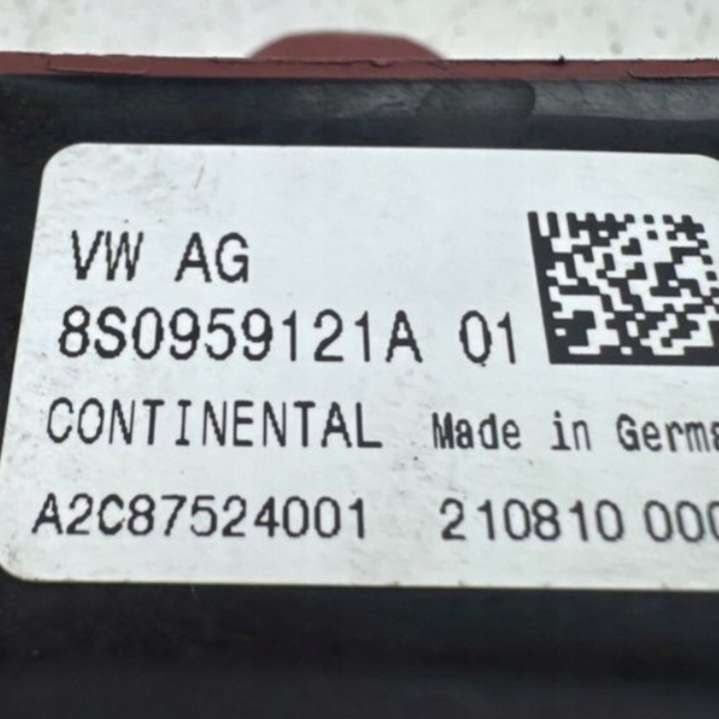 VW AG
8S0959121A 01
CONTINENTAL Made in Germa
A2C87524001 210810 000